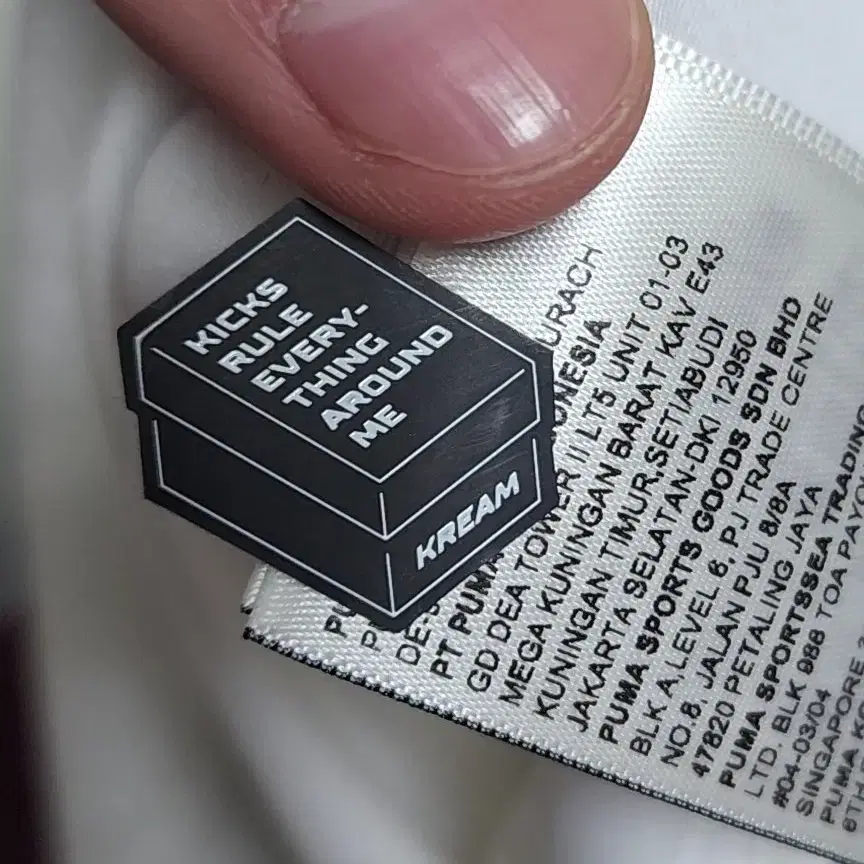 KICKS
RULE
EVERY-
THING
AROUND
ME
KREAM
URACH
PT PUMA
GD DEA TOWER II LT5 UNIT 01-03
MEGA KUNINGAN BARAT KAV E43
KUNINGAN TIMUR,SETIABUDI
JAKARTA SELATAN-DKI 12950
PUMA SPORTS GOODS SDN BHD
BLK A,LEVEL 6, PJ TRADE CENTRE
NO.8, JALAN PJU 8/8A
47820 PETALING JAYA
PUMA SPORTSSEA TRADING
LTD. BLK 988 TOA PAYO
#04-03/04
SINGAPORE
PUMA
6TH